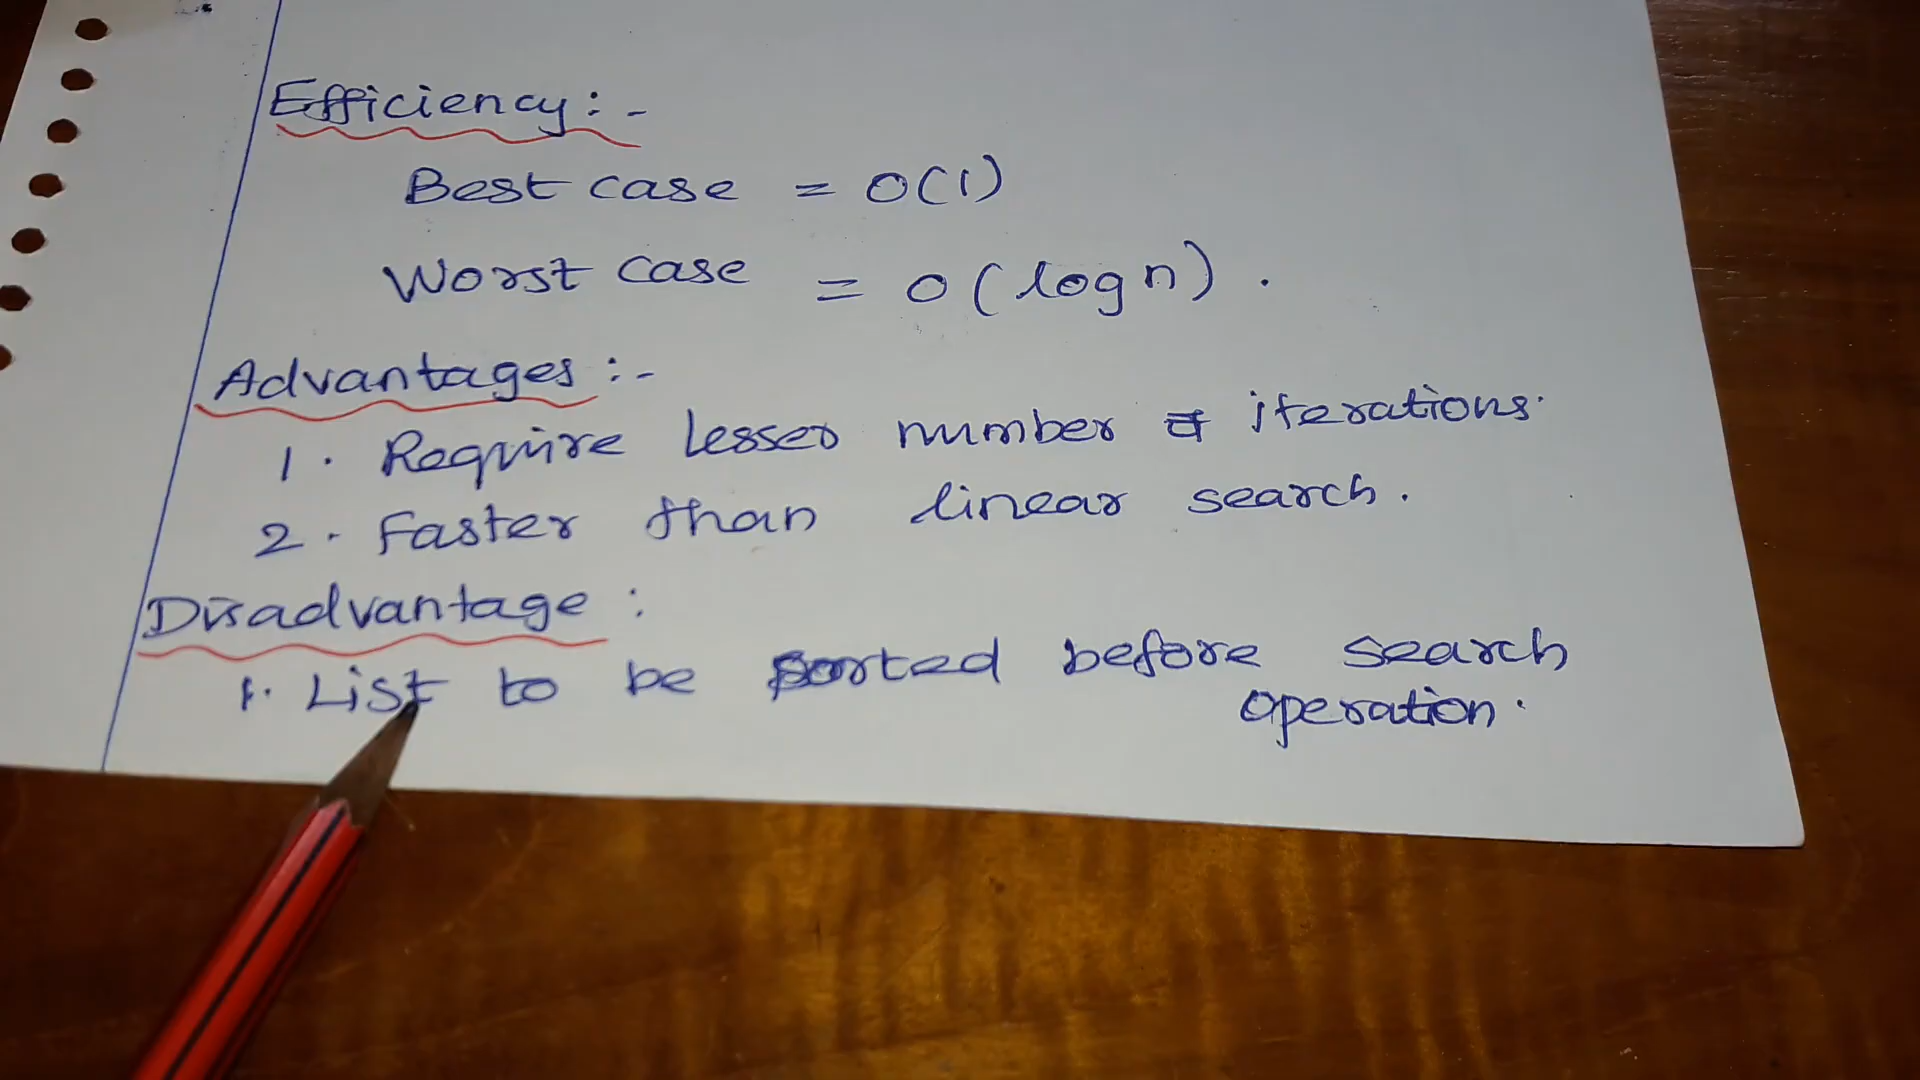 Efficiency :-
Best case = O(1)
Worst case = O(log n).
Advantages :-
1. Require lesser number of iterations.
2. Faster than linear search.
Disadvantage :
1. List to be sorted before search
operation.